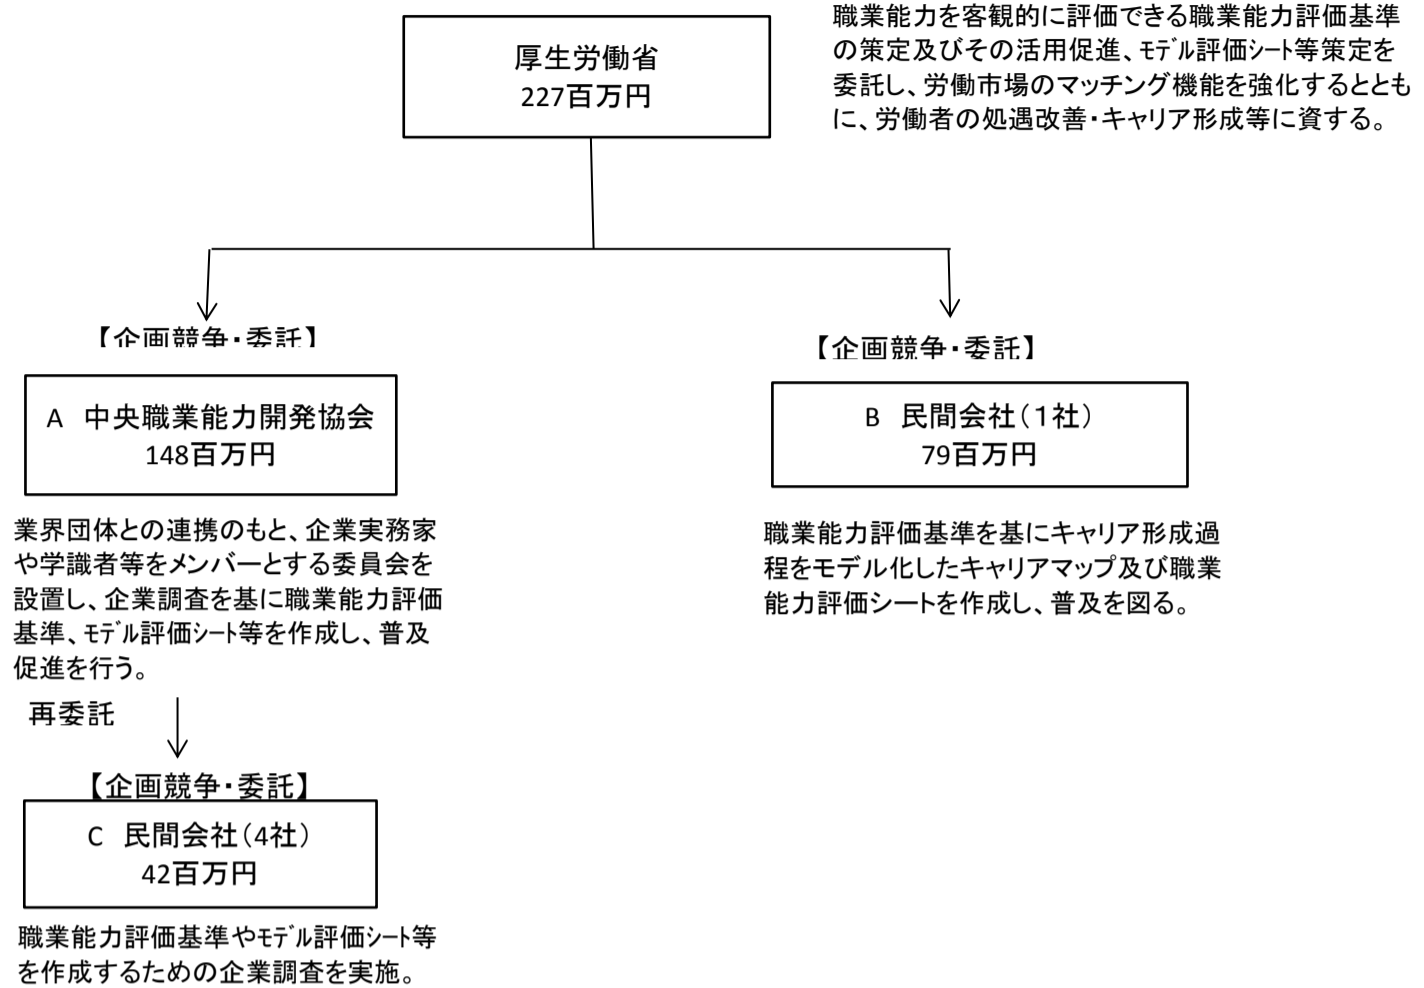 厚生労働省
227百万円
職業能力を客観的に評価できる職業能力評価基準
の策定及びその活用促進、ﾓﾃﾞﾙ評価ｼｰﾄ等策定を
委託し、労働市場のマッチング機能を強化するととも
に、労働者の処遇改善・キャリア形成等に資する。
【企画競争・委託】
A　中央職業能力開発協会
148百万円
業界団体との連携のもと、企業実務家
や学識者等をメンバーとする委員会を
設置し、企業調査を基に職業能力評価
基準、ﾓﾃﾞﾙ評価ｼｰﾄ等を作成し、普及
促進を行う。
再委託
【企画競争・委託】
C　民間会社（4社）
42百万円
職業能力評価基準やﾓﾃﾞﾙ評価ｼｰﾄ等
を作成するための企業調査を実施。
【企画競争・委託】
B　民間会社（１社）
79百万円
職業能力評価基準を基にキャリア形成過
程をモデル化したキャリアマップ及び職業
能力評価シートを作成し、普及を図る。